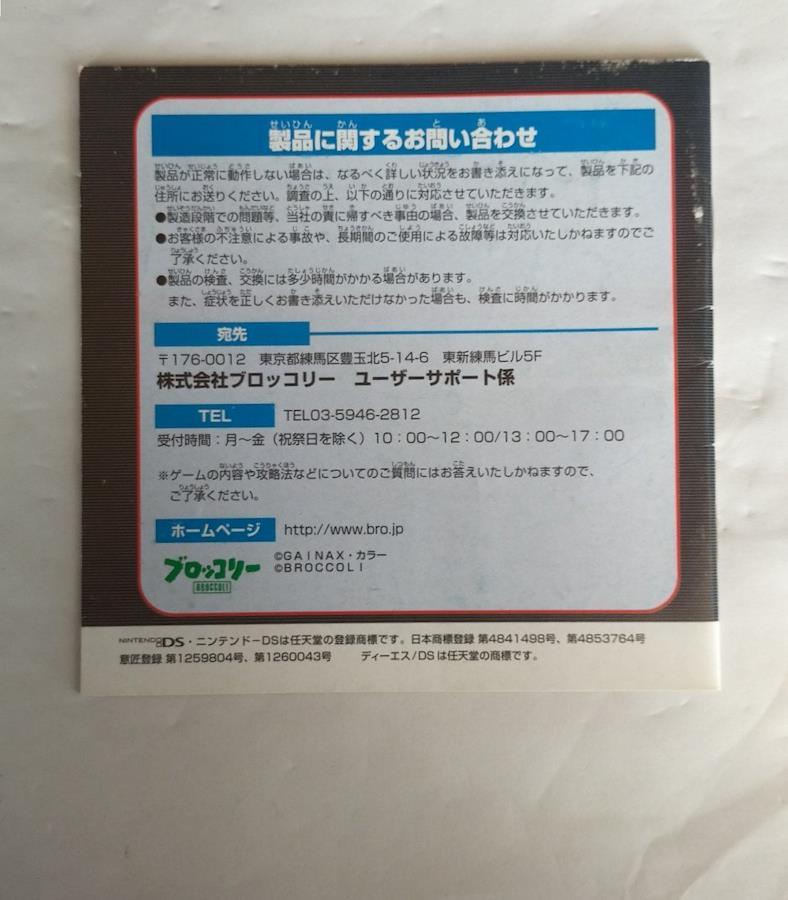 製品に関するお問い合わせ
製品が正常に動作しない場合は、なるべく詳しい状況をお書き添えになって、製品を下記の
住所にお送りください。調査の上、以下の通りに対応させていただきます。
●製造段階での問題等、当社の責に帰すべき事由の場合、製品を交換させていただきます。
●お客様の不注意による事故や、長期間のご使用による故障等は対応いたしかねますのでご
了承ください。
●製品の検査、交換には多少時間がかかる場合があります。
また、症状を正しくお書き添えいただけなかった場合も、検査に時間がかかります。
宛先
〒176-0012 東京都練馬区豊玉北5-14-6 東新練馬ビル5F
株式会社ブロッコリー ユーザーサポート係
TEL TEL03-5946-2812
受付時間：月〜金（祝祭日を除く）10：00〜12：00/13：00〜17：00
※ゲームの内容や攻略法などについてのご質問にはお答えいたしかねますので、
ご了承ください。
ホームページ http://www.bro.jp
ブロッコリー
BROCCOLI
©GAINAX・カラー
©BROCCOLI
NINTENDO DS・ニンテンドーDSは任天堂の登録商標です。日本商標登録 第4841498号、第4853764号
意匠登録 第1259804号、第1260043号 ディーエス/DSは任天堂の商標です。